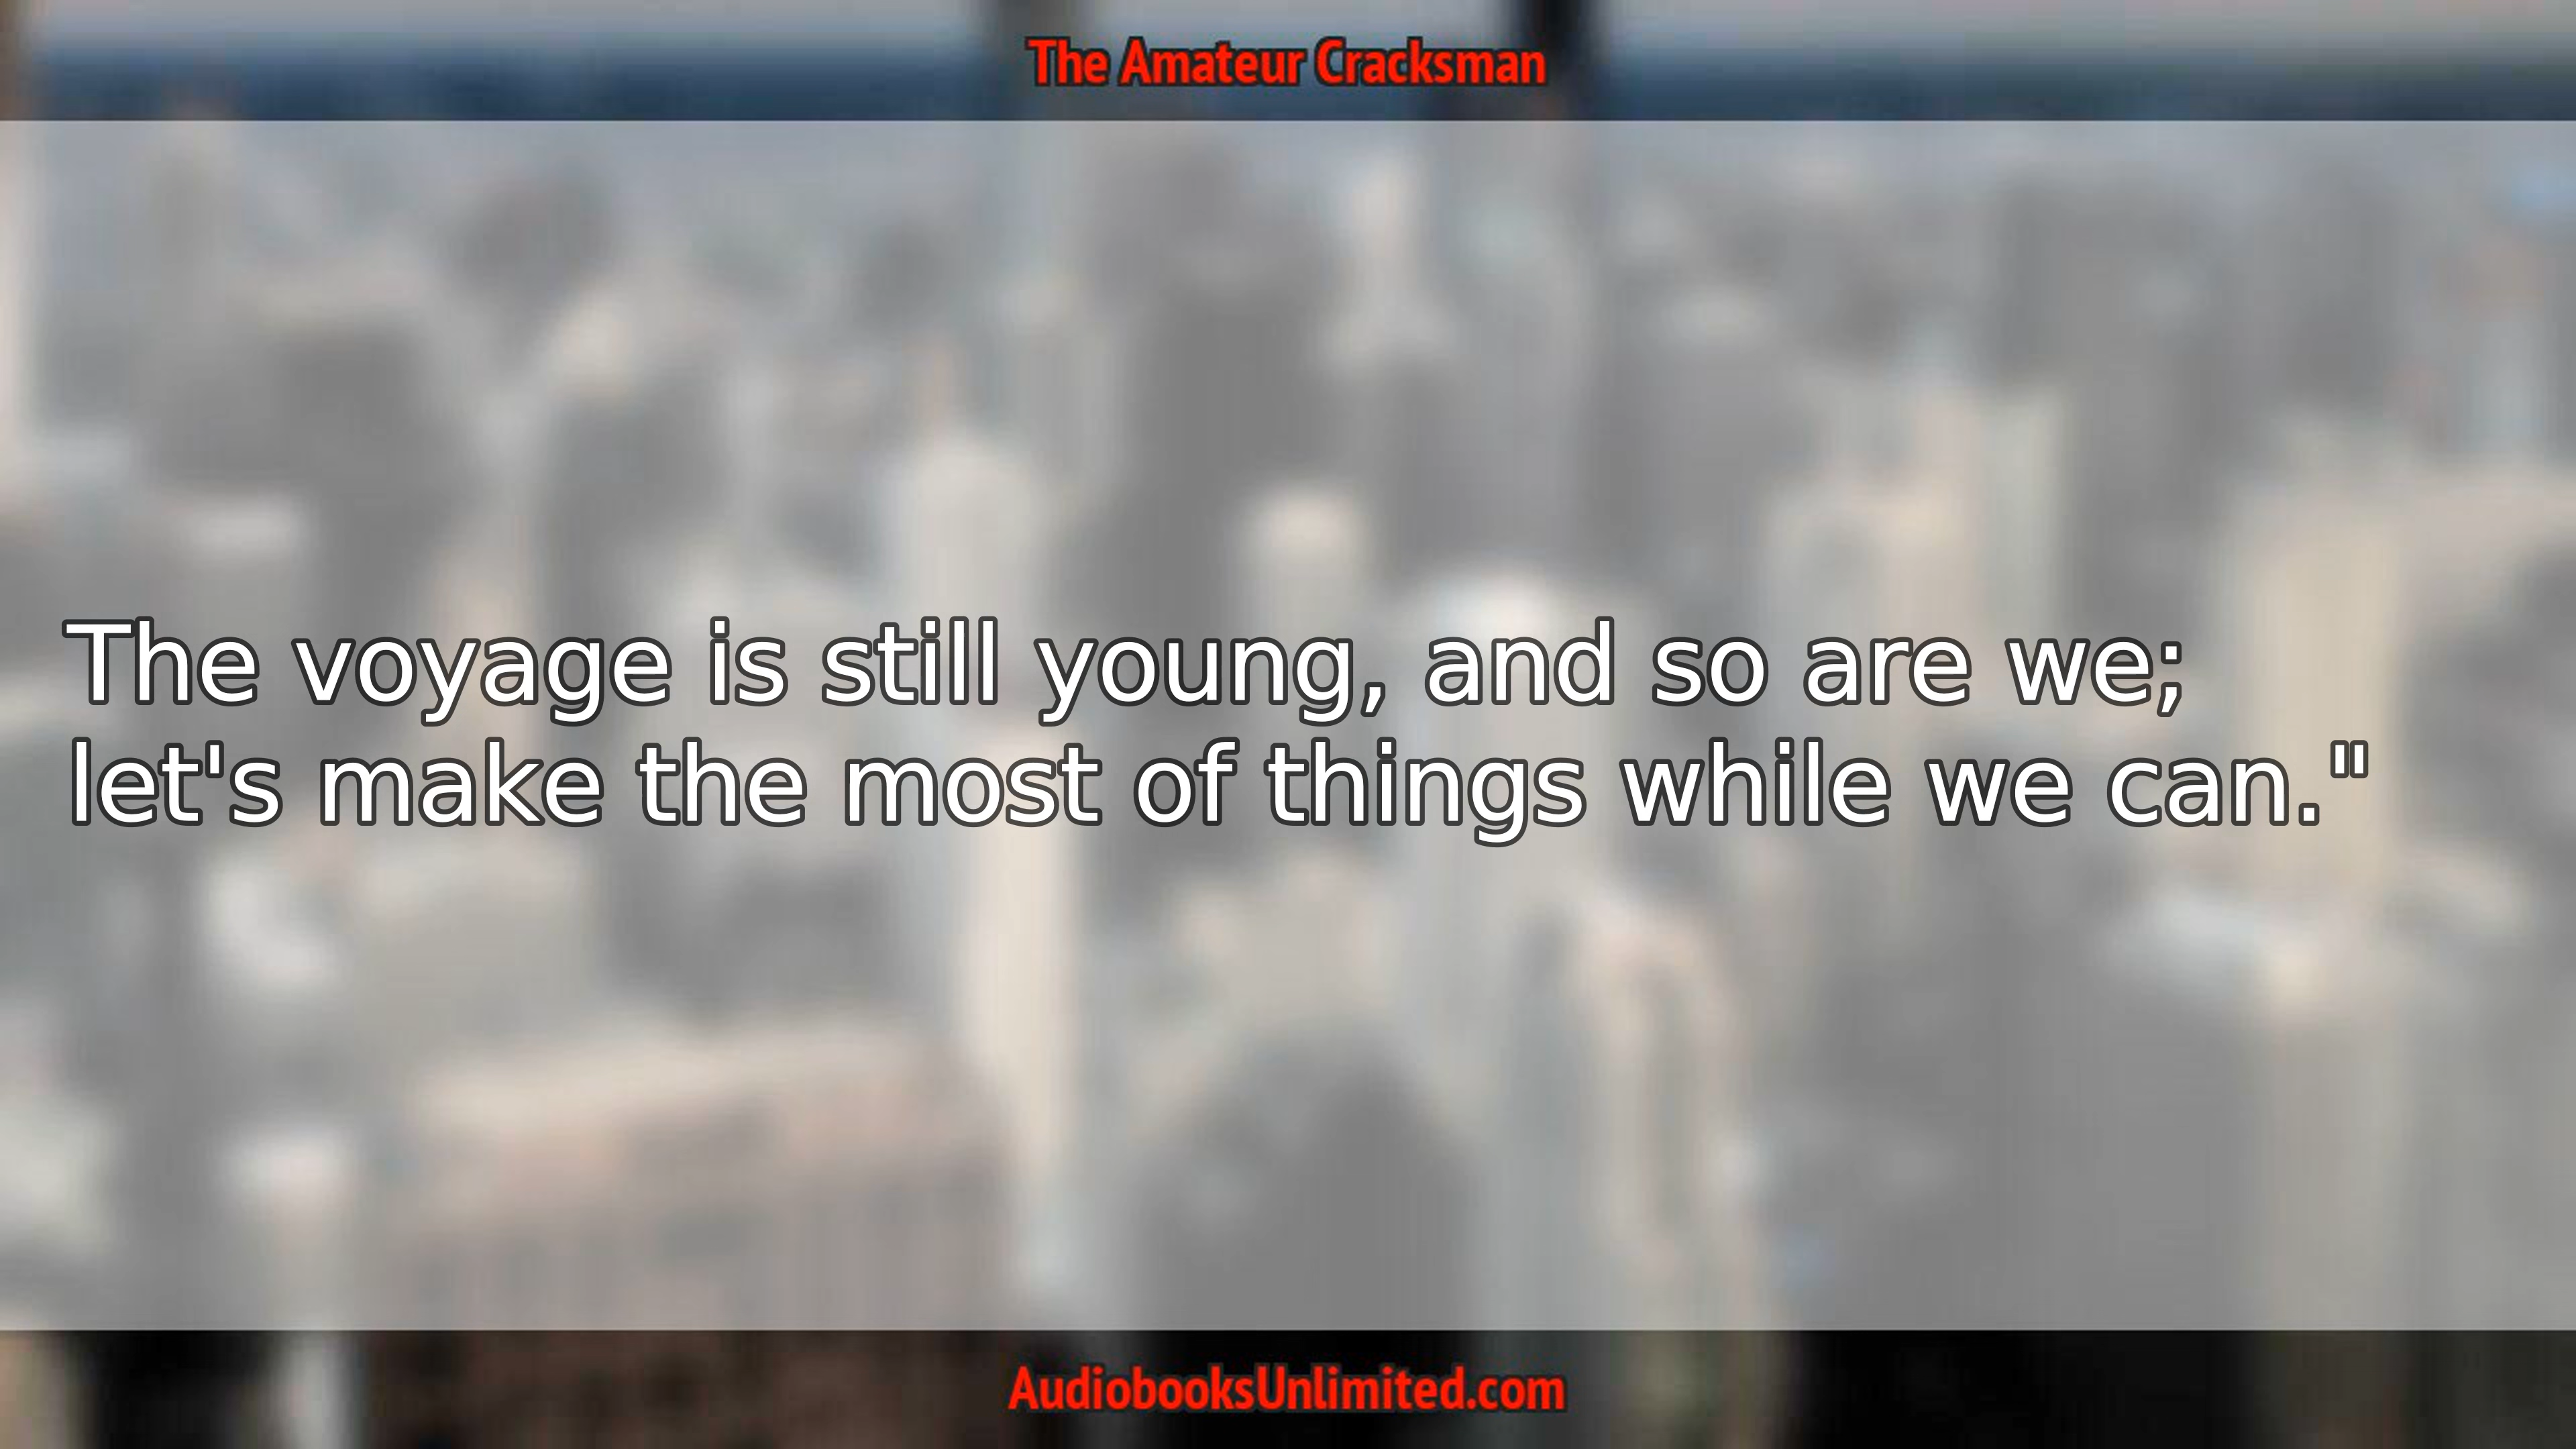 The Amateur Cracksman
The voyage is still young, and so are we;
let's make the most of things while we can."
AudiobooksUnlimited.com